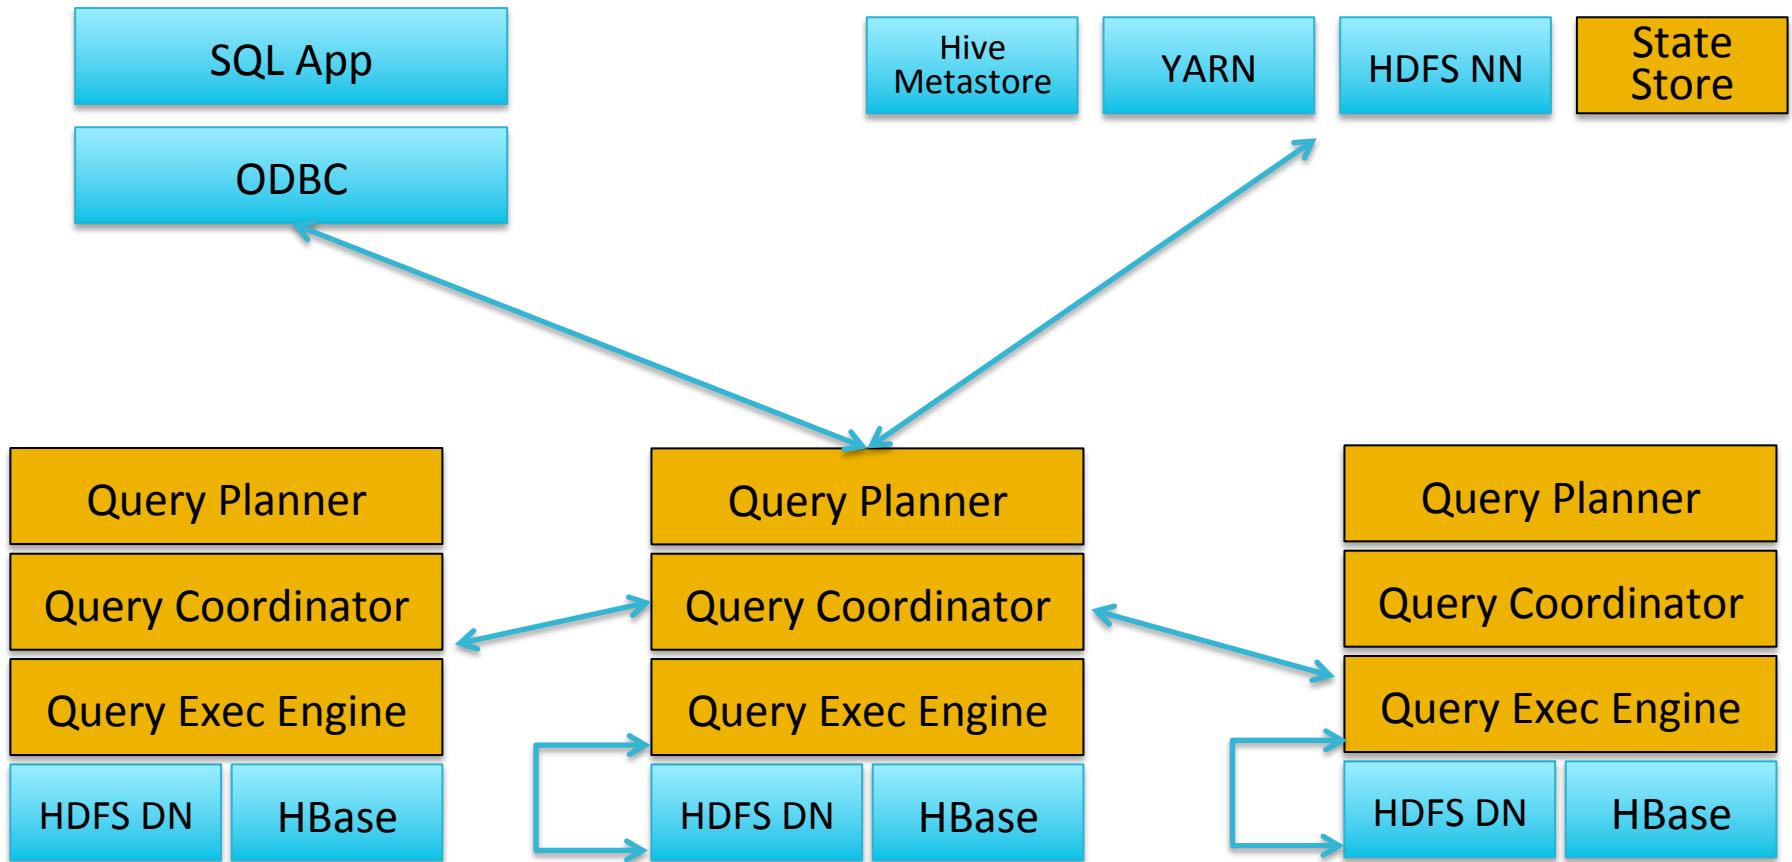 SQL App
ODBC
Hive
Metastore
YARN
HDFS NN
State
Store
Query Planner
Query Coordinator
Query Exec Engine
HDFS DN
HBase
Query Planner
Query Coordinator
Query Exec Engine
HDFS DN
HBase
Query Planner
Query Coordinator
Query Exec Engine
HDFS DN
HBase